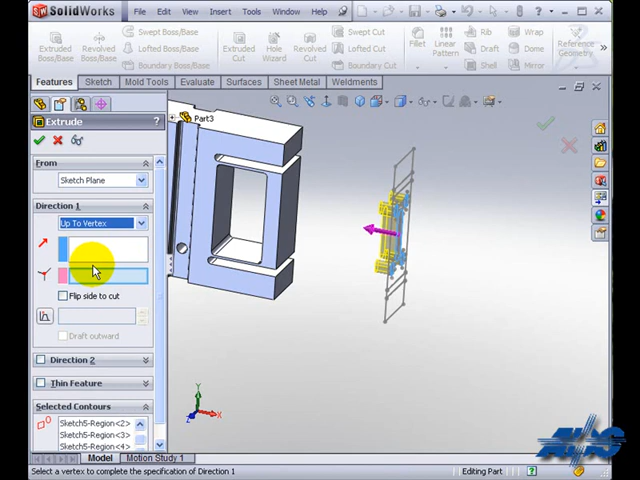 SolidWorks
File Edit View Insert Tools Window Help
Extruded Boss/Base
Revolved Boss/Base
Swept Boss/Base
Lofted Boss/Base
Boundary Boss/Base
Extruded Cut
Hole Wizard
Revolved Cut
Swept Cut
Lofted Cut
Boundary Cut
Fillet
Linear Pattern
Rib
Draft
Shell
Wrap
Dome
Mirror
Reference Geometry
Features Sketch Mold Tools Evaluate Surfaces Sheet Metal Weldments
Part3
Extrude ?
From
Sketch Plane
Direction 1
Up To Vertex
Flip side to cut
Draft outward
Direction 2
Thin Feature
Selected Contours
Sketch5-Region<2>
Sketch5-Region<3>
Sketch5-Region<4>
Y
X
Z
Model Motion Study 1
Select a vertex to complete the specification of Direction 1
Editing Part ?